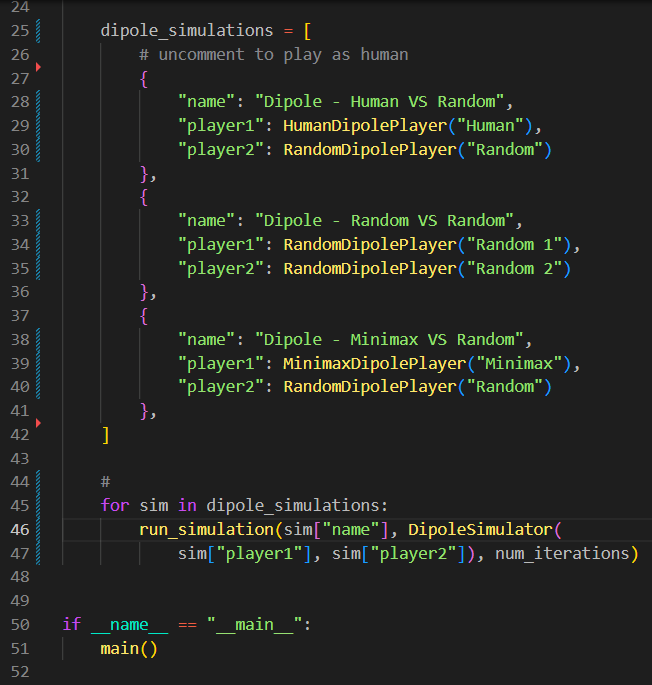 24
25 dipole_simulations = [
26 # uncomment to play as human
27 {
28 "name": "Dipole - Human VS Random",
29 "player1": HumanDipolePlayer("Human"),
30 "player2": RandomDipolePlayer("Random")
31 },
32 {
33 "name": "Dipole - Random VS Random",
34 "player1": RandomDipolePlayer("Random 1"),
35 "player2": RandomDipolePlayer("Random 2")
36 },
37 {
38 "name": "Dipole - Minimax VS Random",
39 "player1": MinimaxDipolePlayer("Minimax"),
40 "player2": RandomDipolePlayer("Random")
41 },
42 ]
43
44 #
45 for sim in dipole_simulations:
46 run_simulation(sim["name"], DipoleSimulator(
47 sim["player1"], sim["player2"]), num_iterations)
48
49
50 if __name__ == "__main__":
51 main()
52